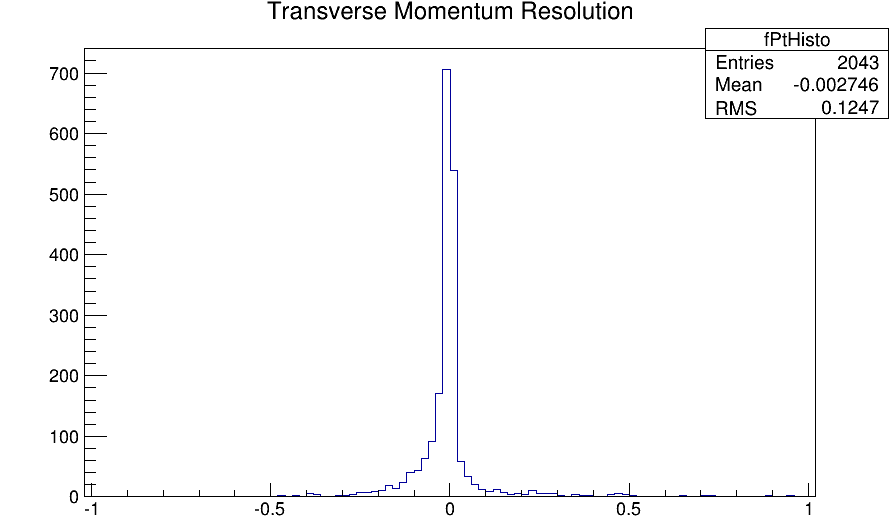 Transverse Momentum Resolution
fPtHisto
Entries 2043
Mean -0.002746
RMS 0.1247
700
600
500
400
300
200
100
0
-1 -0.5 0 0.5 1